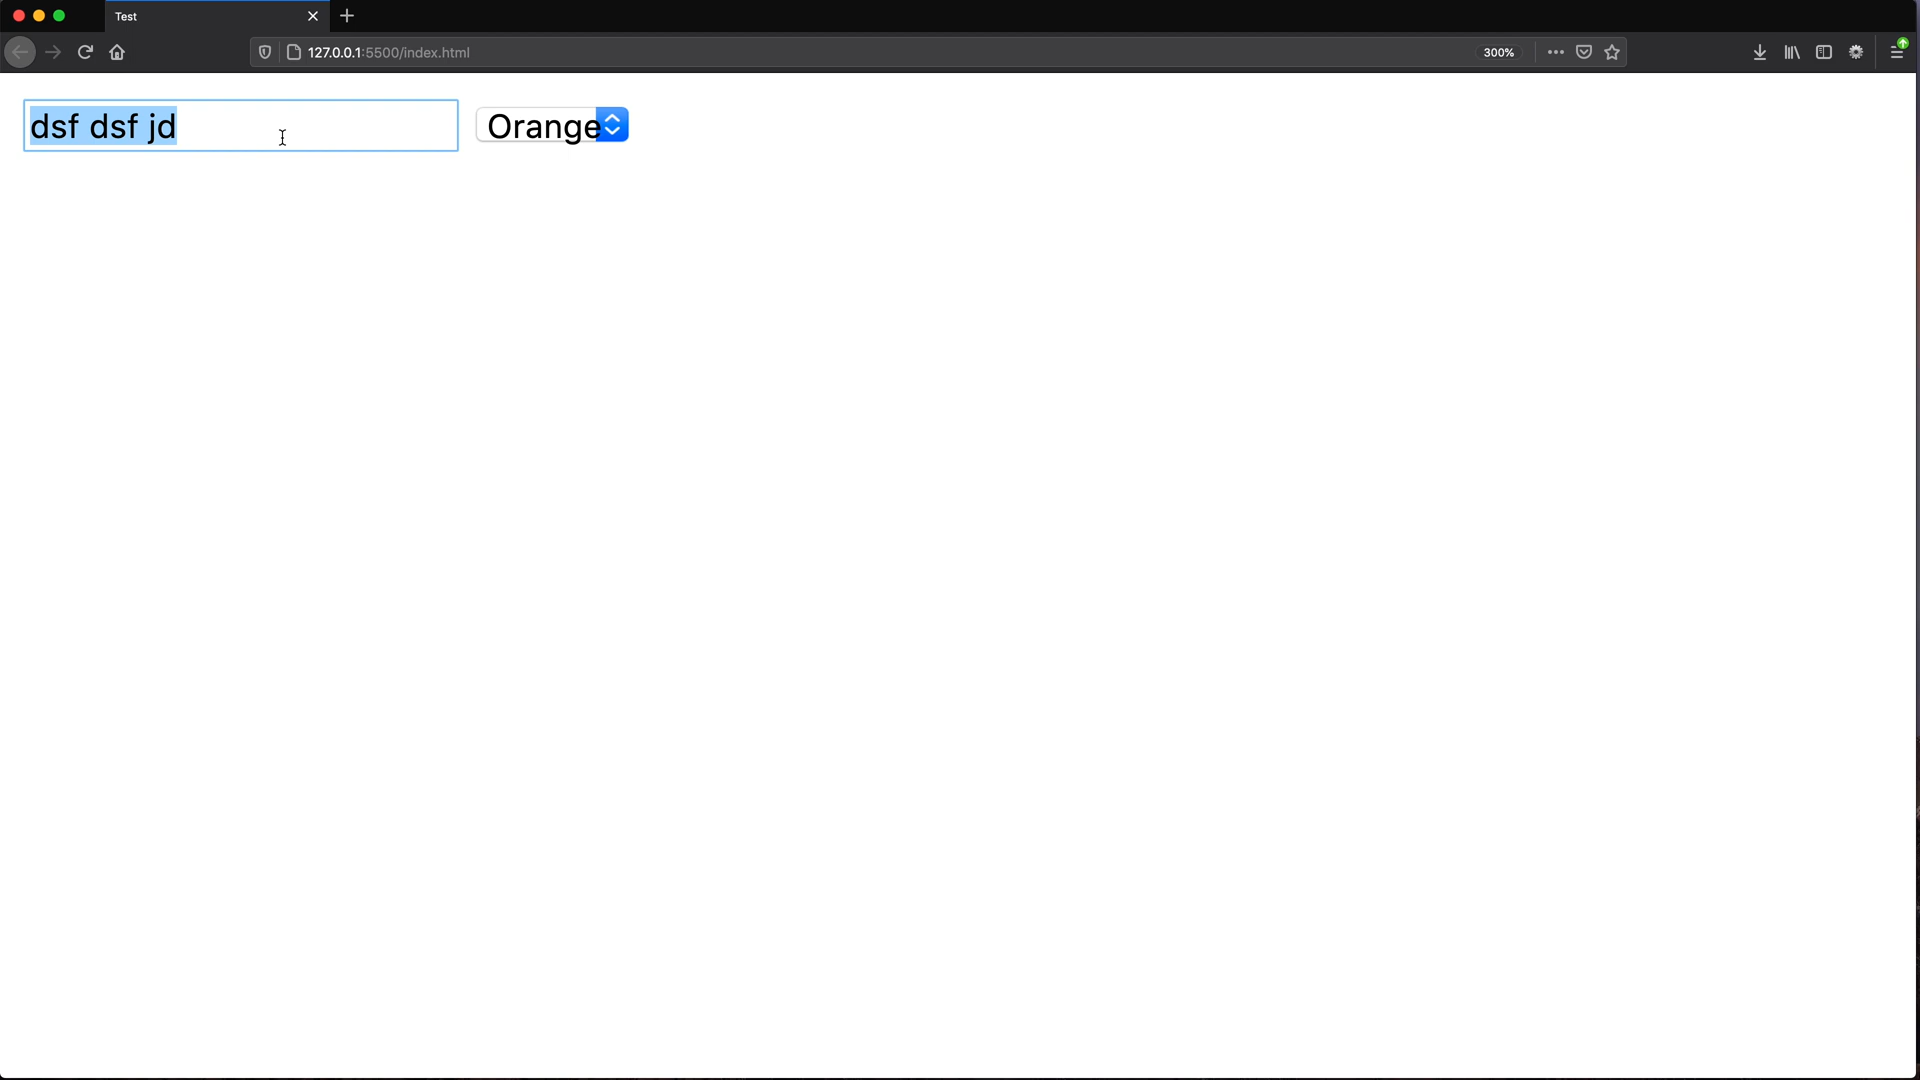 Test
127.0.0.1:5500/index.html
300%
dsf dsf jd
Orange